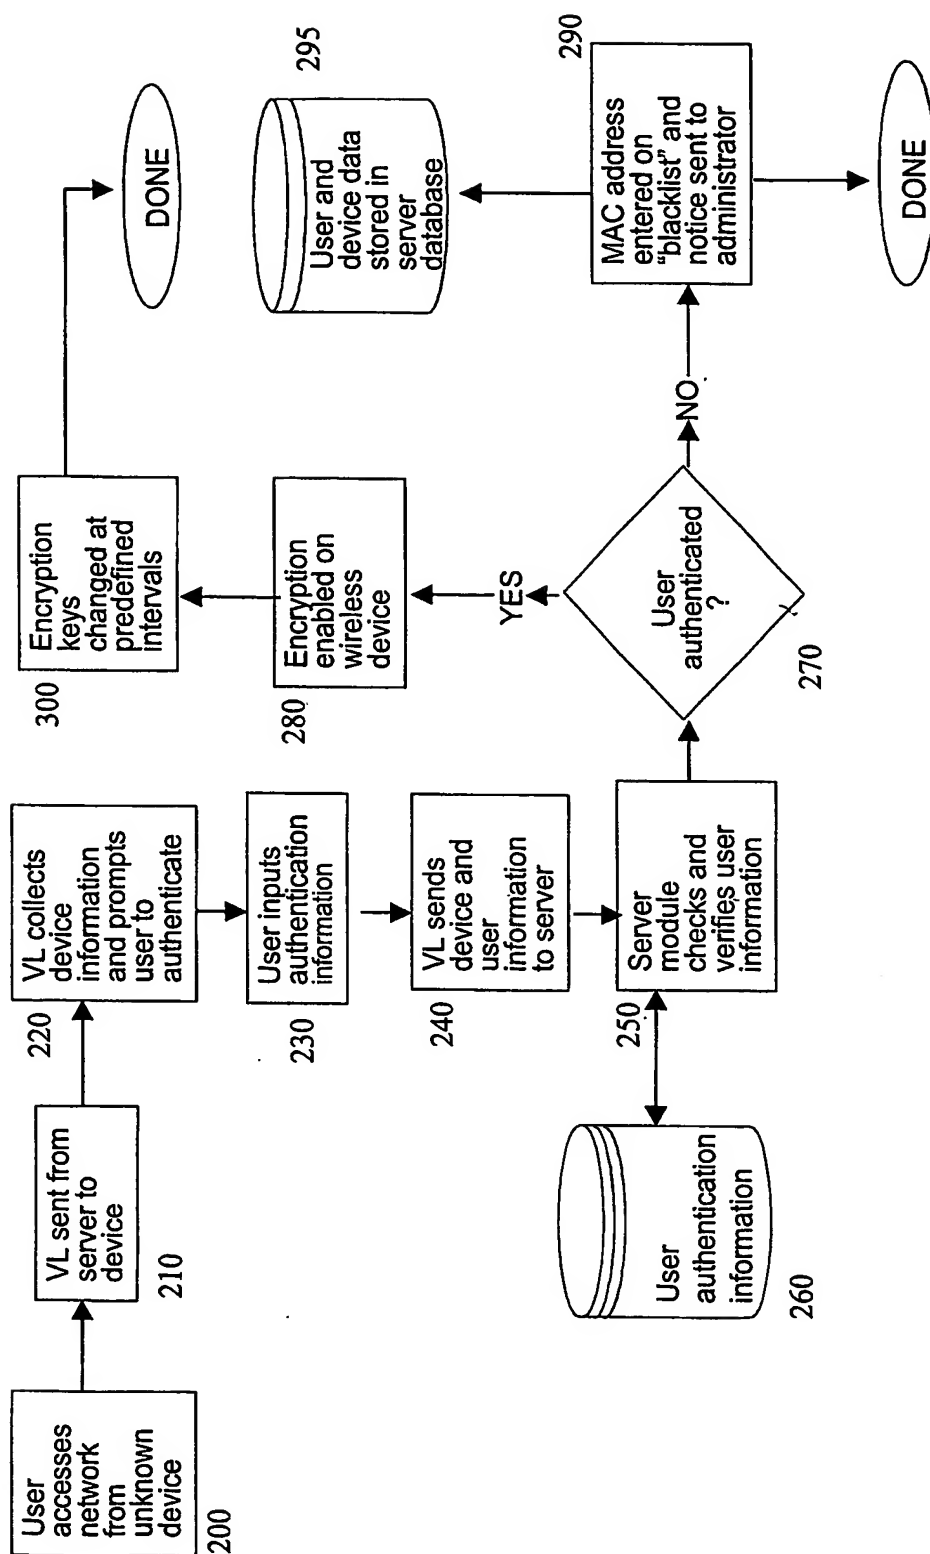 User
accesses
network
from
unknown
device
200
VL sent from
server to
device
210
VL collects
device
information
and prompts
user to
authenticate
220
User inputs
authentication
information
230
VL sends
device and
user
information
to server
240
Server
module
checks and
verifies user
information
250
User
authentication
information
260
User
authenticated
?
270
YES
NO
Encryption
enabled on
wireless
device
280
Encryption
keys
changed at
predefined
intervals
300
DONE
MAC address
entered on
“blacklist” and
notice sent to
administrator
290
User and
device data
stored in
server
database
295
DONE